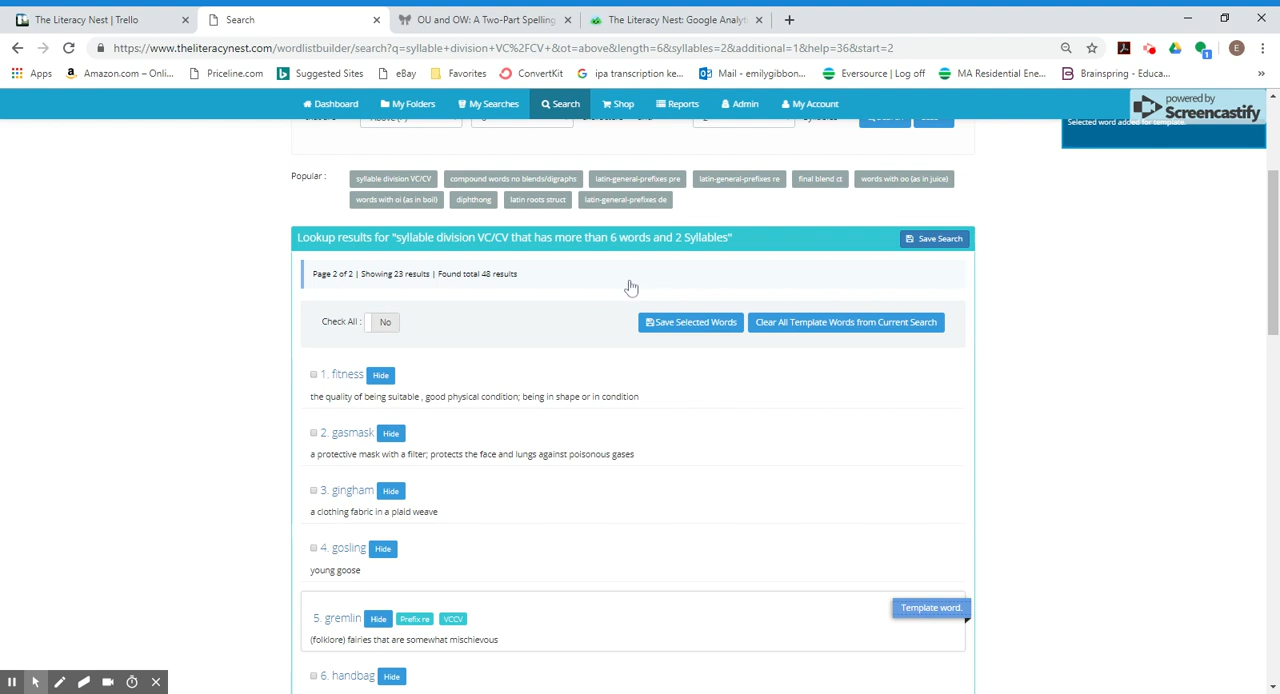 The Literacy Nest | Trello
Search
OU and OW: A Two-Part Spelling
The Literacy Nest: Google Analyt
https://www.theliteracynest.com/wordlistbuilder/search?q=syllable+division+VC%2FCV+&ot=above&length=6&syllables=2&additional=1&help=36&start=2
E
Apps
Amazon.com – Onli...
Priceline.com
Suggested Sites
eBay
Favorites
ConvertKit
ipa transcription ke...
Mail - emilygibbon...
Eversource | Log off
MA Residential Ene...
Brainspring - Educa...
Dashboard
My Folders
My Searches
Search
Shop
Reports
Admin
My Account
powered by
Screencastify
Selected word added for template.
Popular :
syllable division VC/CV
compound words no blends/digraphs
latin-general-prefixes pre
latin-general-prefixes re
final blend ct
words with oo (as in juice)
words with oi (as in boil)
diphthong
latin roots struct
latin-general-prefixes de
Lookup results for "syllable division VC/CV that has more than 6 words and 2 Syllables"
Save Search
Page 2 of 2 | Showing 23 results | Found total 48 results
Check All :
No
Save Selected Words
Clear All Template Words from Current Search
1. fitness Hide
the quality of being suitable , good physical condition; being in shape or in condition
2. gasmask Hide
a protective mask with a filter; protects the face and lungs against poisonous gases
3. gingham Hide
a clothing fabric in a plaid weave
4. gosling Hide
young goose
Template word.
5. gremlin Hide Prefix re VCCV
(folklore) fairies that are somewhat mischievous
6. handbag Hide